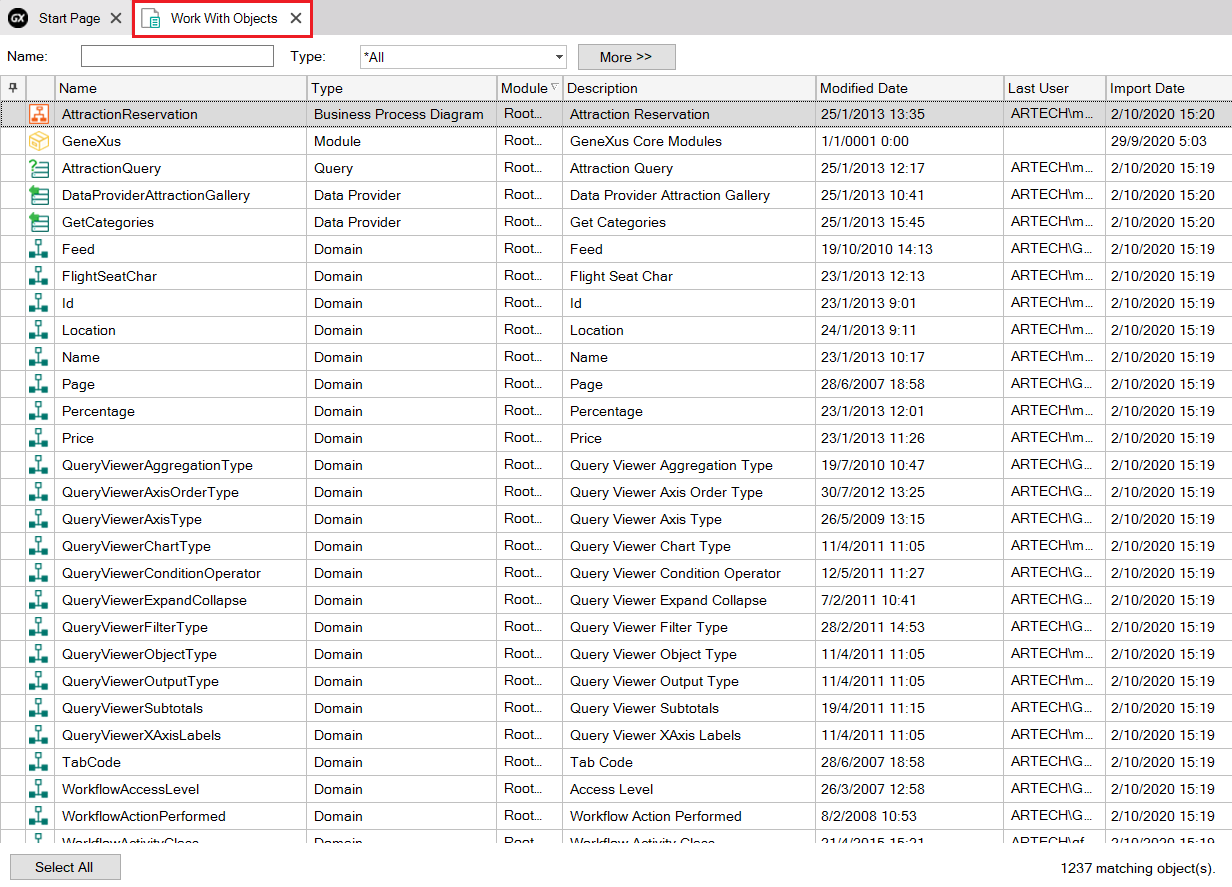 GX Start Page Work With Objects
Name: Type: *All More >>
Name Type Module Description Modified Date Last User Import Date
AttractionReservation Business Process Diagram Root... Attraction Reservation 25/1/2013 13:35 ARTECH\m... 2/10/2020 15:20
GeneXus Module Root... GeneXus Core Modules 1/1/0001 0:00 29/9/2020 5:03
AttractionQuery Query Root... Attraction Query 25/1/2013 12:17 ARTECH\m... 2/10/2020 15:19
DataProviderAttractionGallery Data Provider Root... Data Provider Attraction Gallery 25/1/2013 10:41 ARTECH\m... 2/10/2020 15:20
GetCategories Data Provider Root... Get Categories 25/1/2013 15:45 ARTECH\m... 2/10/2020 15:20
Feed Domain Root... Feed 19/10/2010 14:13 ARTECH\G... 2/10/2020 15:19
FlightSeatChar Domain Root... Flight Seat Char 23/1/2013 12:13 ARTECH\m... 2/10/2020 15:19
Id Domain Root... Id 23/1/2013 9:01 ARTECH\m... 2/10/2020 15:19
Location Domain Root... Location 24/1/2013 9:11 ARTECH\m... 2/10/2020 15:19
Name Domain Root... Name 23/1/2013 10:17 ARTECH\m... 2/10/2020 15:19
Page Domain Root... Page 28/6/2007 18:58 ARTECH\G... 2/10/2020 15:19
Percentage Domain Root... Percentage 23/1/2013 12:01 ARTECH\m... 2/10/2020 15:19
Price Domain Root... Price 23/1/2013 11:26 ARTECH\m... 2/10/2020 15:19
QueryViewerAggregationType Domain Root... Query Viewer Aggregation Type 19/7/2010 10:47 ARTECH\G... 2/10/2020 15:19
QueryViewerAxisOrderType Domain Root... Query Viewer Axis Order Type 30/7/2012 13:25 ARTECH\G... 2/10/2020 15:19
QueryViewerAxisType Domain Root... Query Viewer Axis Type 26/5/2009 13:15 ARTECH\G... 2/10/2020 15:19
QueryViewerChartType Domain Root... Query Viewer Chart Type 11/4/2011 11:05 ARTECH\m... 2/10/2020 15:19
QueryViewerConditionOperator Domain Root... Query Viewer Condition Operator 12/5/2011 11:27 ARTECH\G... 2/10/2020 15:19
QueryViewerExpandCollapse Domain Root... Query Viewer Expand Collapse 7/2/2011 10:41 ARTECH\G... 2/10/2020 15:19
QueryViewerFilterType Domain Root... Query Viewer Filter Type 28/2/2011 14:53 ARTECH\G... 2/10/2020 15:19
QueryViewerObjectType Domain Root... Query Viewer Object Type 11/4/2011 11:05 ARTECH\m... 2/10/2020 15:19
QueryViewerOutputType Domain Root... Query Viewer Output Type 11/4/2011 11:05 ARTECH\m... 2/10/2020 15:19
QueryViewerSubtotals Domain Root... Query Viewer Subtotals 19/4/2011 11:15 ARTECH\G... 2/10/2020 15:19
QueryViewerXAxisLabels Domain Root... Query Viewer XAxis Labels 11/4/2011 11:05 ARTECH\m... 2/10/2020 15:19
TabCode Domain Root... Tab Code 28/6/2007 18:58 ARTECH\G... 2/10/2020 15:19
WorkflowAccessLevel Domain Root... Access Level 26/3/2007 12:58 ARTECH\G... 2/10/2020 15:19
WorkflowActionPerformed Domain Root... Workflow Action Performed 8/2/2008 10:53 ARTECH\G... 2/10/2020 15:19
WorkflowActivityClass Domain Root... Workflow Activity Class 21/4/2015 15:21 ARTECH\gf... 2/10/2020 15:19
Select All 1237 matching object(s).